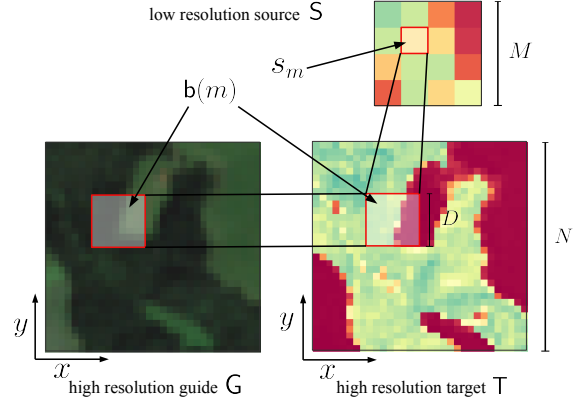 low resolution source S
M
s_m
b(m)
D
N
y
x
y
x
high resolution guide G
high resolution target T